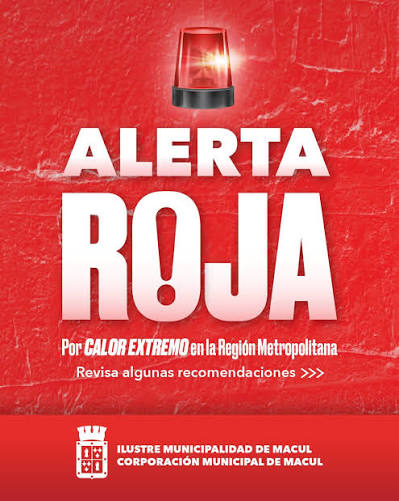 ALERTA
ROJA
Por CALOR EXTREMO en la Región Metropolitana
Revisa algunas recomendaciones >>>
ILUSTRE MUNICIPALIDAD DE MACUL
CORPORACIÓN MUNICIPAL DE MACUL